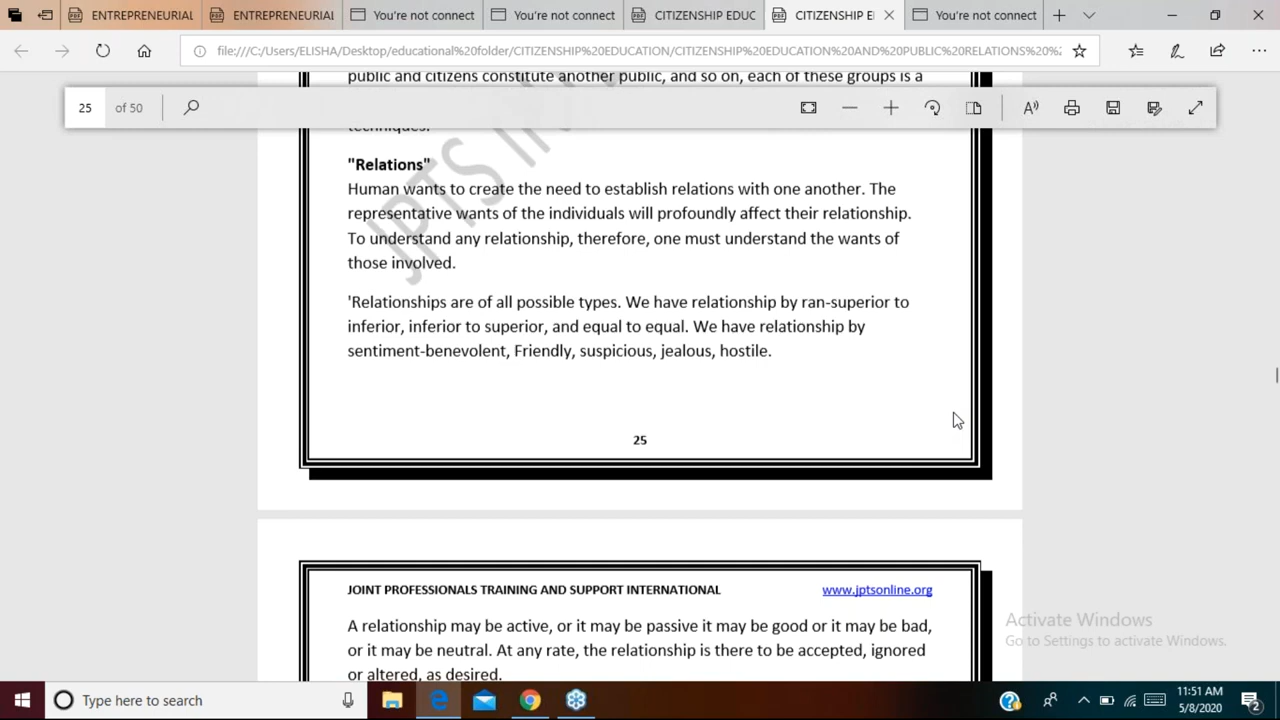 ENTREPRENEURIAL
ENTREPRENEURIAL
You're not connect
You're not connect
CITIZENSHIP EDUC
CITIZENSHIP E
You're not connect
file:///C:/Users/ELISHA/Desktop/educational%20folder/CITIZENSHIP%20EDUCATION/CITIZENSHIP%20EDUCATION%20AND%20PUBLIC%20RELATIONS%20%
public and citizens constitute another public, and so on, each of these groups is a
25 of 50
techniques.
"Relations"
Human wants to create the need to establish relations with one another. The
representative wants of the individuals will profoundly affect their relationship.
To understand any relationship, therefore, one must understand the wants of
those involved.
'Relationships are of all possible types. We have relationship by ran-superior to
inferior, inferior to superior, and equal to equal. We have relationship by
sentiment-benevolent, Friendly, suspicious, jealous, hostile.
25
JOINT PROFESSIONALS TRAINING AND SUPPORT INTERNATIONAL www.jptsonline.org
A relationship may be active, or it may be passive it may be good or it may be bad,
or it may be neutral. At any rate, the relationship is there to be accepted, ignored
or altered, as desired.
Activate Windows
Go to Settings to activate Windows.
Type here to search
11:51 AM
5/8/2020
2
JPTS